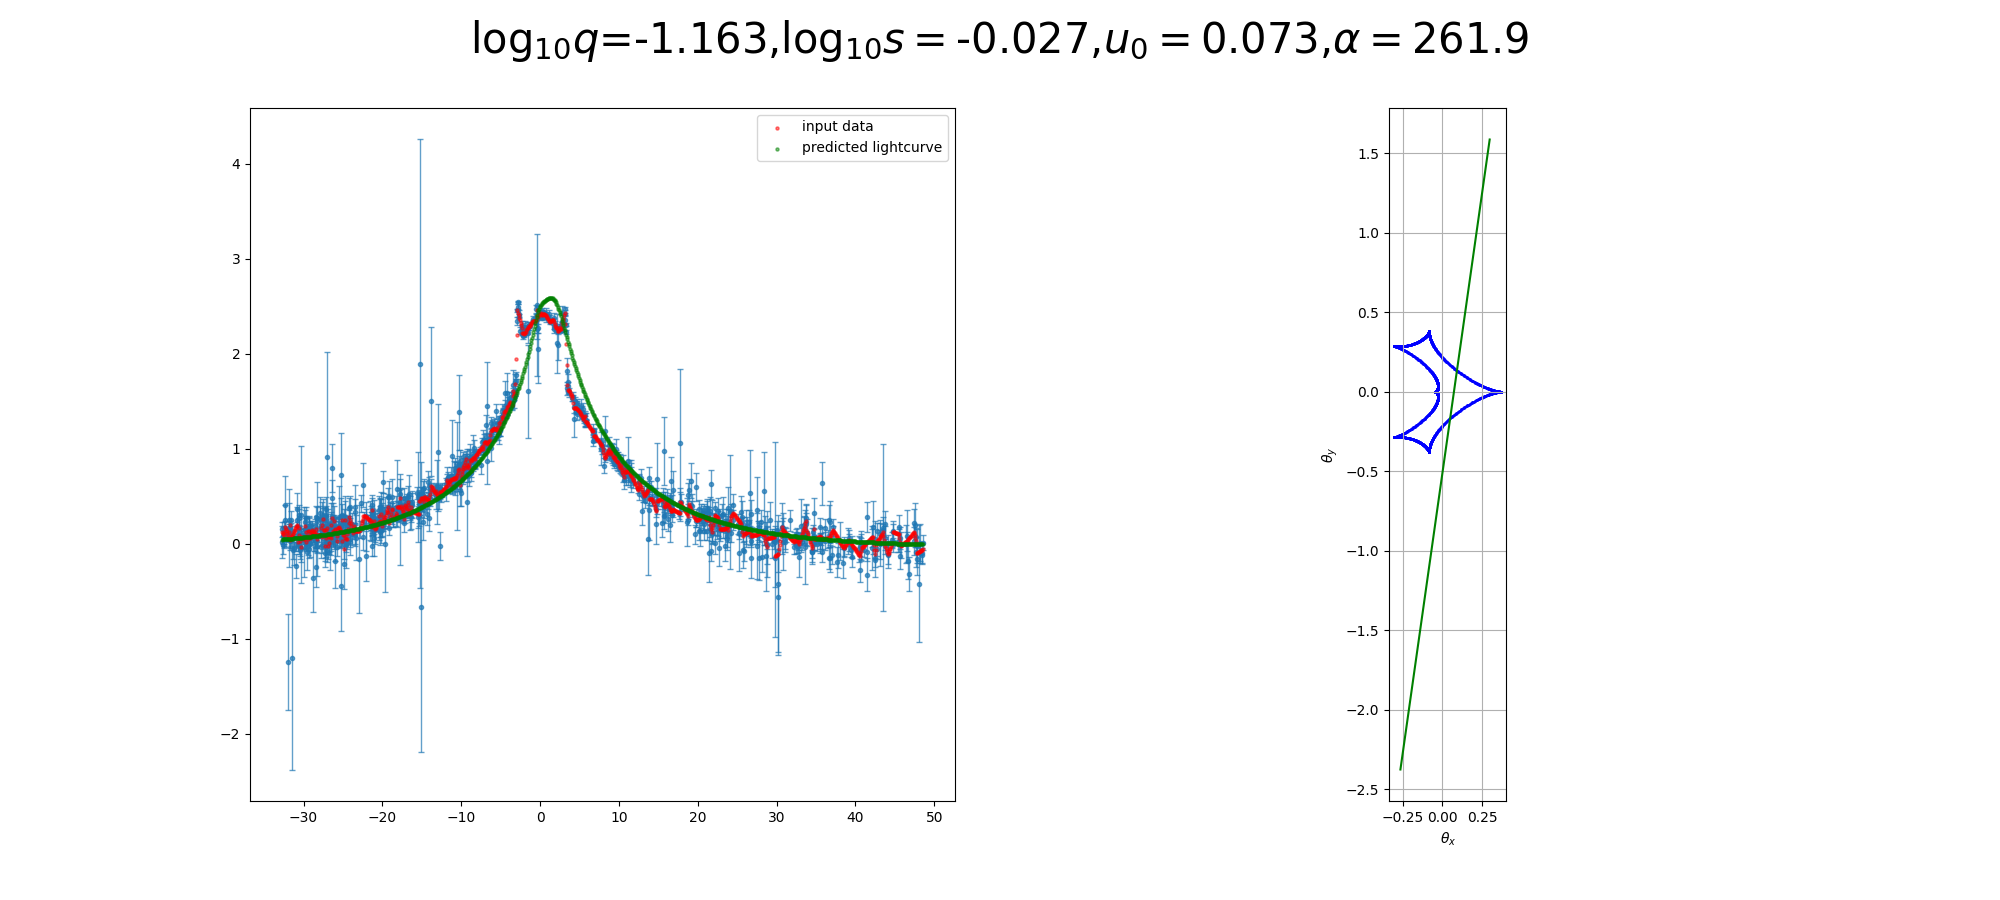 log₁₀q=-1.163,log₁₀s = -0.027,u₀ = 0.073,α = 261.9
input data
predicted lightcurve
4
3
2
1
0
−1
−2
−30 −20 −10 0 10 20 30 40 50
1.5
1.0
0.5
0.0
−0.5
−1.0
−1.5
−2.0
−2.5
θy
−0.25 0.00 0.25
θx